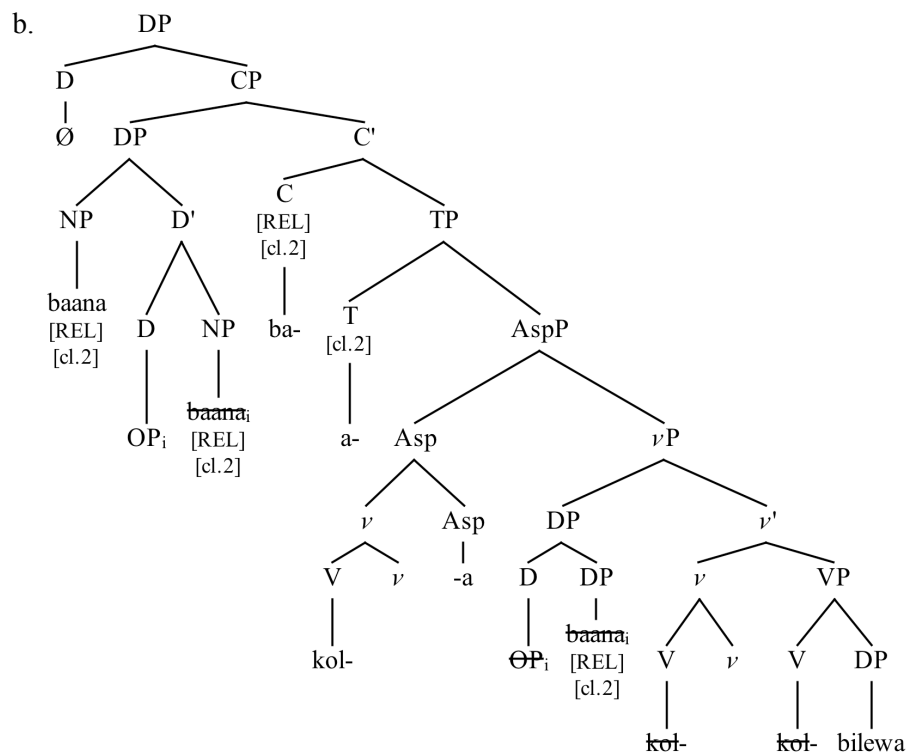 b. DP
D CP
Ø DP C'
NP D' C [REL] [cl.2] TP
baana [REL] [cl.2] D NP ba- T [cl.2] AspP
OPi baanai [REL] [cl.2] a- Asp νP
ν Asp DP ν'
V ν -a D DP ν VP
kol- OPi baanai [REL] [cl.2] V ν V DP
kol- kol- bilewa